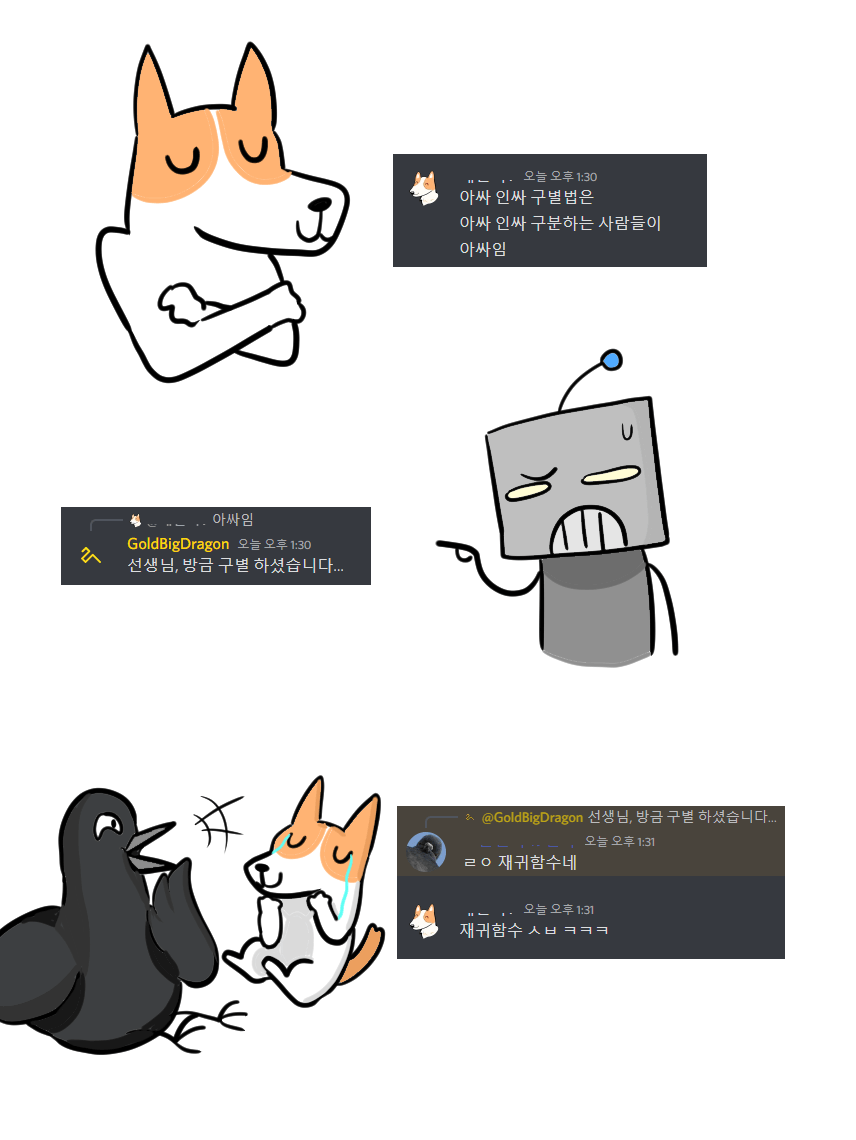 오늘 오후 1:30
아싸 인싸 구별법은
아싸 인싸 구분하는 사람들이
아싸임
아싸임
GoldBigDragon 오늘 오후 1:30
선생님, 방금 구별 하셨습니다...
@GoldBigDragon 선생님, 방금 구별 하셨습니다...
오늘 오후 1:31
ㄹㅇ 재귀함수네
오늘 오후 1:31
재귀함수 ㅅㅂ ㅋㅋㅋ